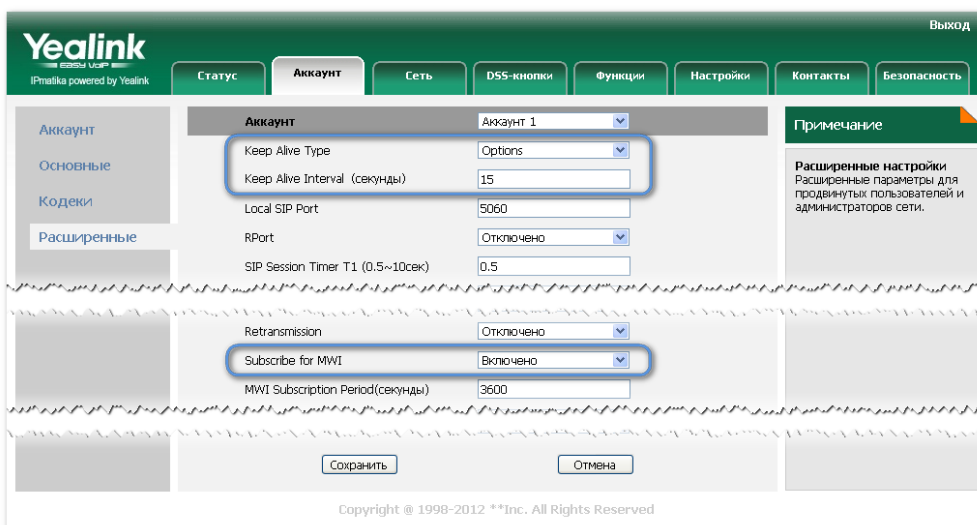 Выход
Yealink
EASY VoIP
IPmatika powered by Yealink
Статус Аккаунт Сеть DSS-кнопки Функции Настройки Контакты Безопасность
Аккаунт
Основные
Кодеки
Расширенные
Аккаунт Аккаунт 1
Keep Alive Type Options
Keep Alive Interval (секунды) 15
Local SIP Port 5060
RPort Отключено
SIP Session Timer T1 (0.5~10сек) 0.5
Retransmission Отключено
Subscribe for MWI Включено
MWI Subscription Period(секунды) 3600
Сохранить Отмена
Примечание
Расширенные настройки
Расширенные параметры для
продвинутых пользователей и
администраторов сети.
Copyright @ 1998-2012 **Inc. All Rights Reserved